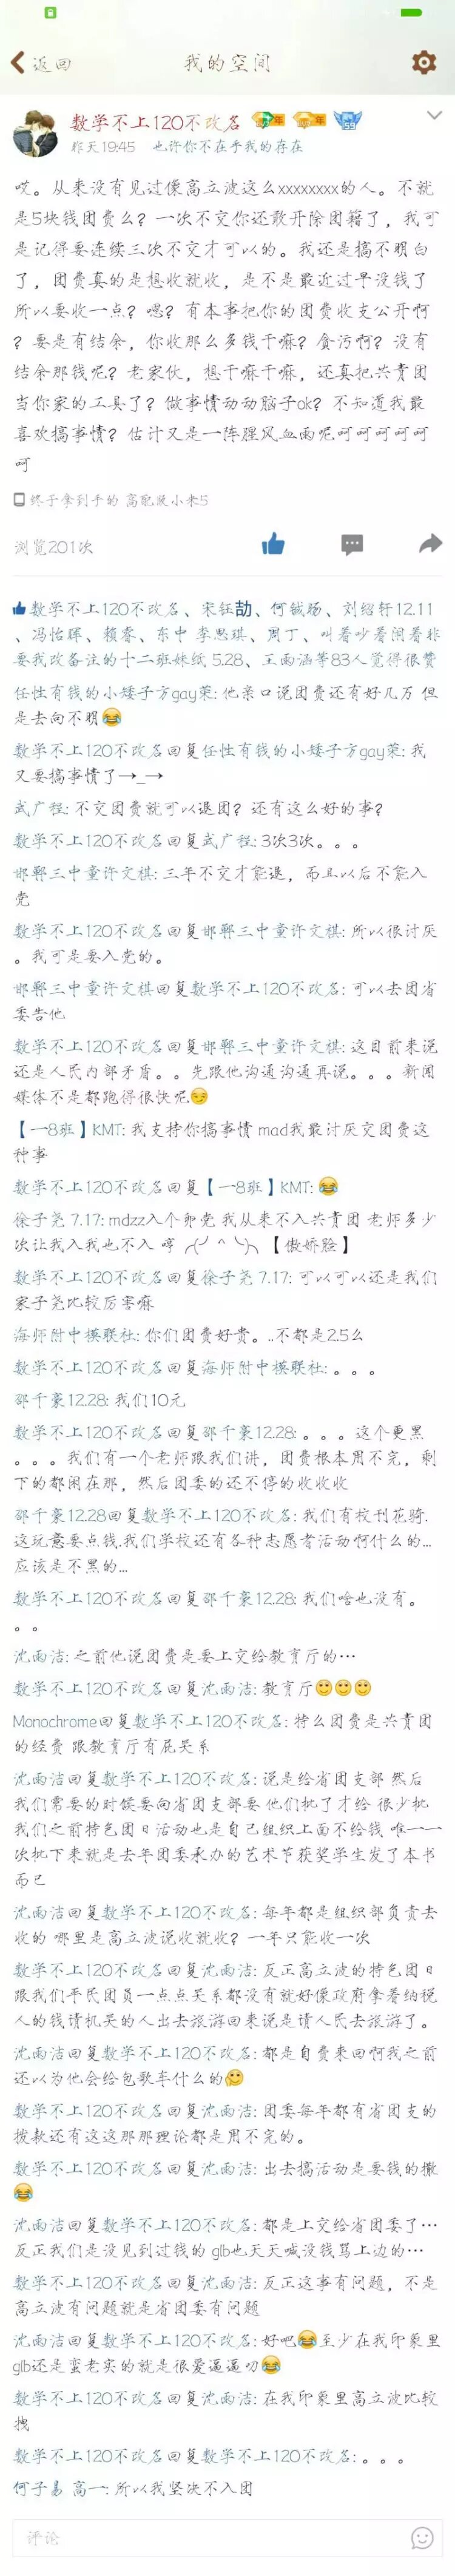 返回
我的空间
数学不上120不改名
昨天19:45 也许你不在乎我的存在
哎。从来没有见过像高立波这么xxxxxxxx的人。不就
是5块钱团费么？一次不交你还敢开除团籍了，我可
是记得要连续三次不交才可以的。我还是搞不明白
了，团费真的是想收就收，是不是最近过早没钱了
所以要收一点？嗯？有本事把你的团费收支公开啊
？要是有结余，你收那么多钱干嘛？贪污啊？没有
结余那钱呢？老家伙，想干嘛干嘛，还真把共青团
当你家的工具了？做事情动动脑子ok？不知道我最
喜欢搞事情？估计又是一阵腥风血雨呢呵呵呵呵呵
呵
终于拿到手的 高配版小米5
浏览201次
数学不上120不改名、宋钰劼、何铖旸、刘绍轩12.11
、冯怡晖、赖睿、东中 李思琪、周丁、叫着吵着闹着非
要我改备注的十二班妹纸 5.28、王雨涵等83人觉得很赞
任性有钱的小矮子方gay莱: 他亲口说团费还有好几万 但
是去向不明😂
数学不上120不改名回复任性有钱的小矮子方gay莱: 我
又要搞事情了→_→
武广程: 不交团费就可以退团？还有这么好的事？
数学不上120不改名回复武广程: 3次3次。。。
邯郸三中童许文祺: 三年不交才能退，而且以后不能入
党
数学不上120不改名回复邯郸三中童许文祺: 所以很讨厌
。我可是要入党的。
邯郸三中童许文祺回复数学不上120不改名: 可以去团省
委告他
数学不上120不改名回复邯郸三中童许文祺: 这目前来说
还是人民内部矛盾。。先跟他沟通沟通再说。。。新闻
媒体不是都跑得很快呢😏
【一8班】KMT: 我支持你搞事情 mad我最讨厌交团费这
种事
数学不上120不改名回复【一8班】KMT: 😂
徐子尧 7.17: mdzz入个卵党 我从来不入共青团 老师多少
次让我入我也不入 哼 ╭(╯^╰)╮【傲娇脸】
数学不上120不改名回复徐子尧 7.17: 可以可以还是我们
家子尧比较厉害嘛
海师附中模联社: 你们团费好贵。..不都是2.5么
数学不上120不改名回复海师附中模联社: 。。。
邵千豪12.28: 我们10元
数学不上120不改名回复邵千豪12.28: 。。。这个更黑
。。。我们有一个老师跟我们讲，团费根本用不完，剩
下的都闲在那，然后团委的还不停的收收收
邵千豪12.28回复数学不上120不改名: 我们有校刊花骑.
这玩意要点钱.我们学校还有各种志愿者活动啊什么的...
应该是不黑的...
数学不上120不改名回复邵千豪12.28: 我们啥也没有。
。。
沈雨洁: 之前他说团费是要上交给教育厅的…
数学不上120不改名回复沈雨洁: 教育厅🙂🙂🙂
Monochrome回复数学不上120不改名: 特么团费是共青团
的经费 跟教育厅有屁关系
沈雨洁回复数学不上120不改名: 说是给省团支部 然后
我们需要的时候要向省团支部要 他们批了才给 很少批
我们之前特色团日活动也是自己组织上面不给钱 唯一一
次批下来就是去年团委承办的艺术节获奖学生发了本书
而已
沈雨洁回复数学不上120不改名: 每年都是组织部负责去
收的 哪里是高立波说收就收？一年只能收一次
数学不上120不改名回复沈雨洁: 反正高立波的特色团日
跟我们平民团员一点点关系都没有就好像政府拿着纳税
人的钱请机关的人出去旅游回来说是请人民去旅游了。
沈雨洁回复数学不上120不改名: 都是自费来回啊我之前
还以为他会给包歌车什么的🤔
数学不上120不改名回复沈雨洁: 团委每年都有省团支的
拨款还有这这那那理论都是用不完的。
数学不上120不改名回复沈雨洁: 出去搞活动是要钱的撒
😂
沈雨洁回复数学不上120不改名: 都是上交给省团委了…
反正我们是没见到过钱的 glb也天天喊没钱骂上边的…
数学不上120不改名回复沈雨洁: 反正这事有问题，不是
高立波有问题就是省团委有问题
沈雨洁回复数学不上120不改名: 好吧😂至少在我印象里
glb还是蛮老实的就是很爱逼逼叨😂
数学不上120不改名回复沈雨洁: 在我印象里高立波比较
拽
数学不上120不改名回复数学不上120不改名: 。。。
何子易 高一: 所以我坚决不入团
评论